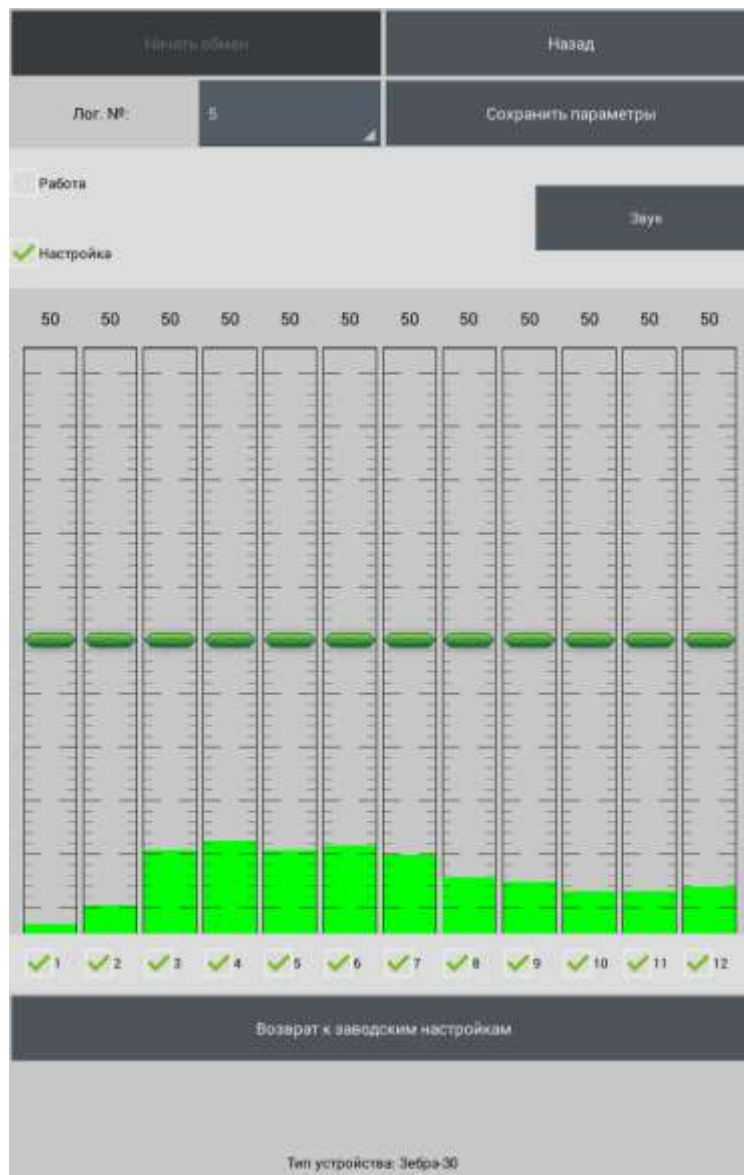 Начать обмен
Назад
Лог. №:
5
Сохранить параметры
Работа
Звук
Настройка
50 50 50 50 50 50 50 50 50 50 50 50
1 2 3 4 5 6 7 8 9 10 11 12
Возврат к заводским настройкам
Тип устройства: Зебра-30